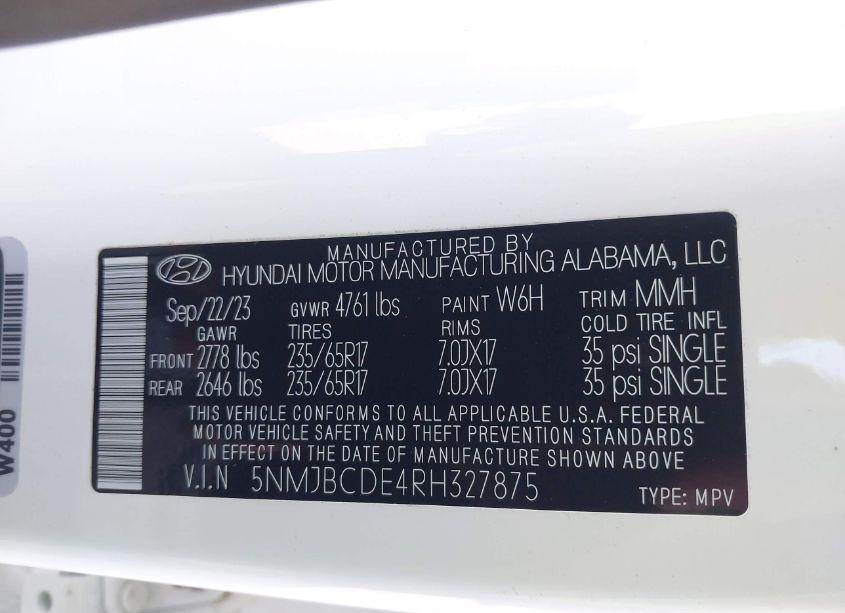 MANUFACTURED BY
HYUNDAI MOTOR MANUFACTURING ALABAMA, LLC
Sep/22/23 GVWR 4761 lbs PAINT W6H TRIM MMH
GAWR TIRES RIMS COLD TIRE INFL
FRONT 2778 lbs 235/65R17 7.0JX17 35 psi SINGLE
REAR 2646 lbs 235/65R17 7.0JX17 35 psi SINGLE
THIS VEHICLE CONFORMS TO ALL APPLICABLE U.S.A. FEDERAL
MOTOR VEHICLE SAFETY AND THEFT PREVENTION STANDARDS
IN EFFECT ON THE DATE OF MANUFACTURE SHOWN ABOVE
V.I.N 5NMJBCDE4RH327875 TYPE: MPV
W400